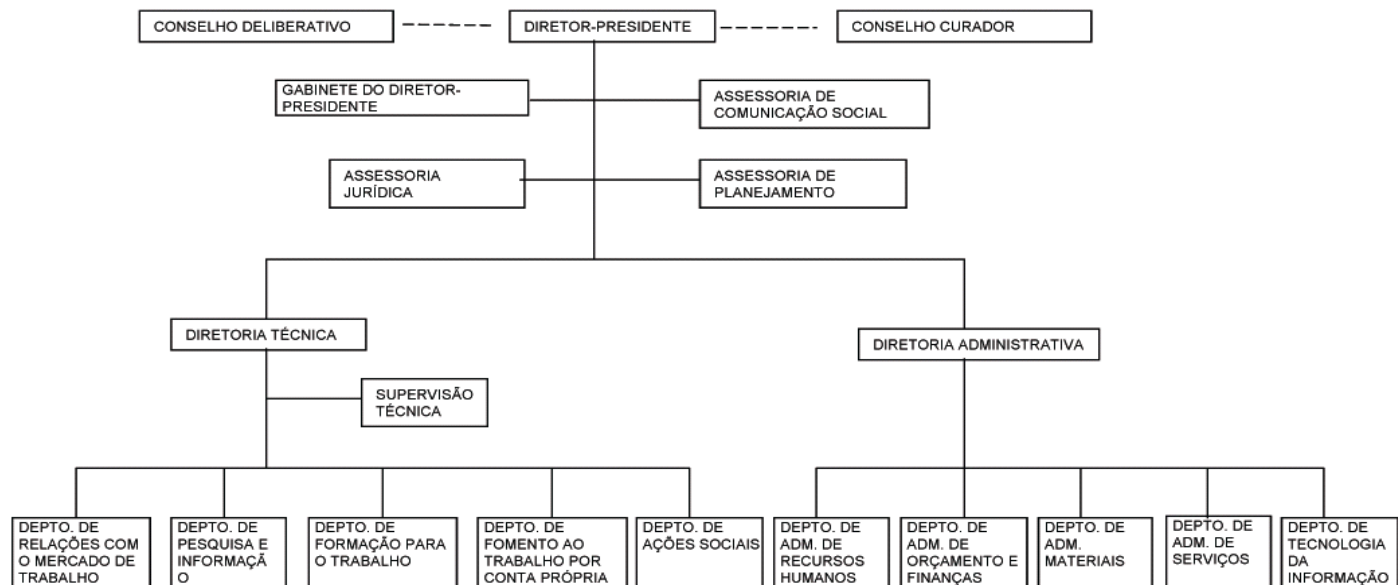 CONSELHO DELIBERATIVO
DIRETOR-PRESIDENTE
CONSELHO CURADOR
GABINETE DO DIRETOR-
PRESIDENTE
ASSESSORIA DE
COMUNICAÇÃO SOCIAL
ASSESSORIA
JURÍDICA
ASSESSORIA DE
PLANEJAMENTO
DIRETORIA TÉCNICA
DIRETORIA ADMINISTRATIVA
SUPERVISÃO
TÉCNICA
DEPTO. DE
RELAÇÕES COM
O MERCADO DE
TRABALHO
DEPTO. DE
PESQUISA E
INFORMAÇÃ
O
DEPTO. DE
FORMAÇÃO PARA
O TRABALHO
DEPTO. DE
FOMENTO AO
TRABALHO POR
CONTA PRÓPRIA
DEPTO. DE
AÇÕES SOCIAIS
DEPTO. DE
ADM. DE
RECURSOS
HUMANOS
DEPTO. DE
ADM. DE
ORÇAMENTO E
FINANÇAS
DEPTO. DE
ADM.
MATERIAIS
DEPTO. DE
ADM. DE
SERVIÇOS
DEPTO. DE
TECNOLOGIA
DA
INFORMAÇÃO